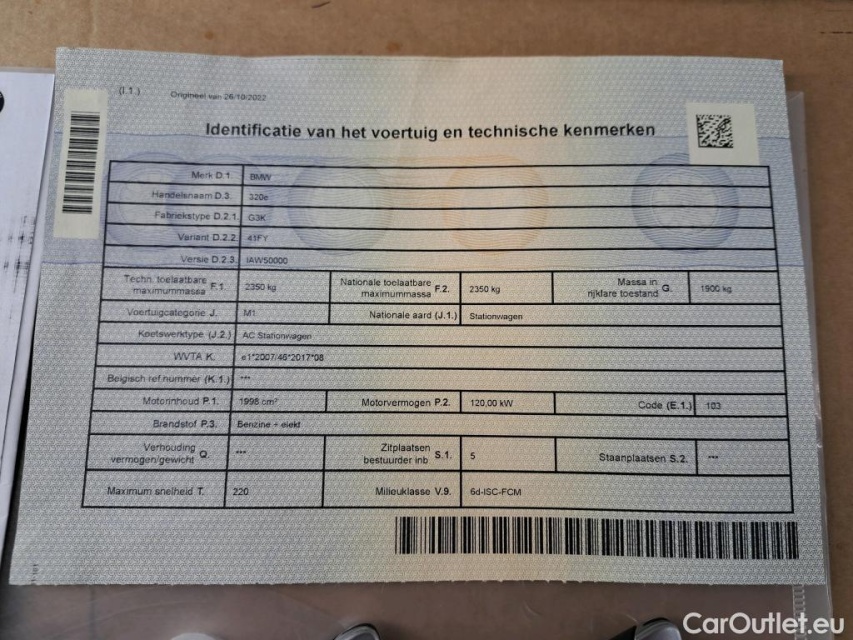 (I.1.) Origineel van 26/10/2022
Identificatie van het voertuig en technische kenmerken
Merk D.1. BMW
Handelsnaam D.3. 320e
Fabriekstype D.2.1. G3K
Variant D.2.2. 41FY
Versie D.2.3. IAW50000
Techn. toelaatbare maximummassa F.1. 2350 kg Nationale toelaatbare maximummassa F.2. 2350 kg Massa in rijklare toestand G. 1900 kg
Voertuigcategorie J. M1 Nationale aard (J.1.) Stationwagen
Koetswerktype (J.2.) AC Stationwagen
WVTA K. e1*2007/46*2017*08
Belgisch ref.nummer (K.1.) ***
Motorinhoud P.1. 1998 cm³ Motorvermogen P.2. 120,00 kW Code (E.1.) 103
Brandstof P.3. Benzine + elekt
Verhouding vermogen/gewicht Q. *** Zitplaatsen bestuurder inb. S.1. 5 Staanplaatsen S.2. ***
Maximum snelheid T. 220 Milieuklasse V.9. 6d-ISC-FCM
CarOutlet.eu